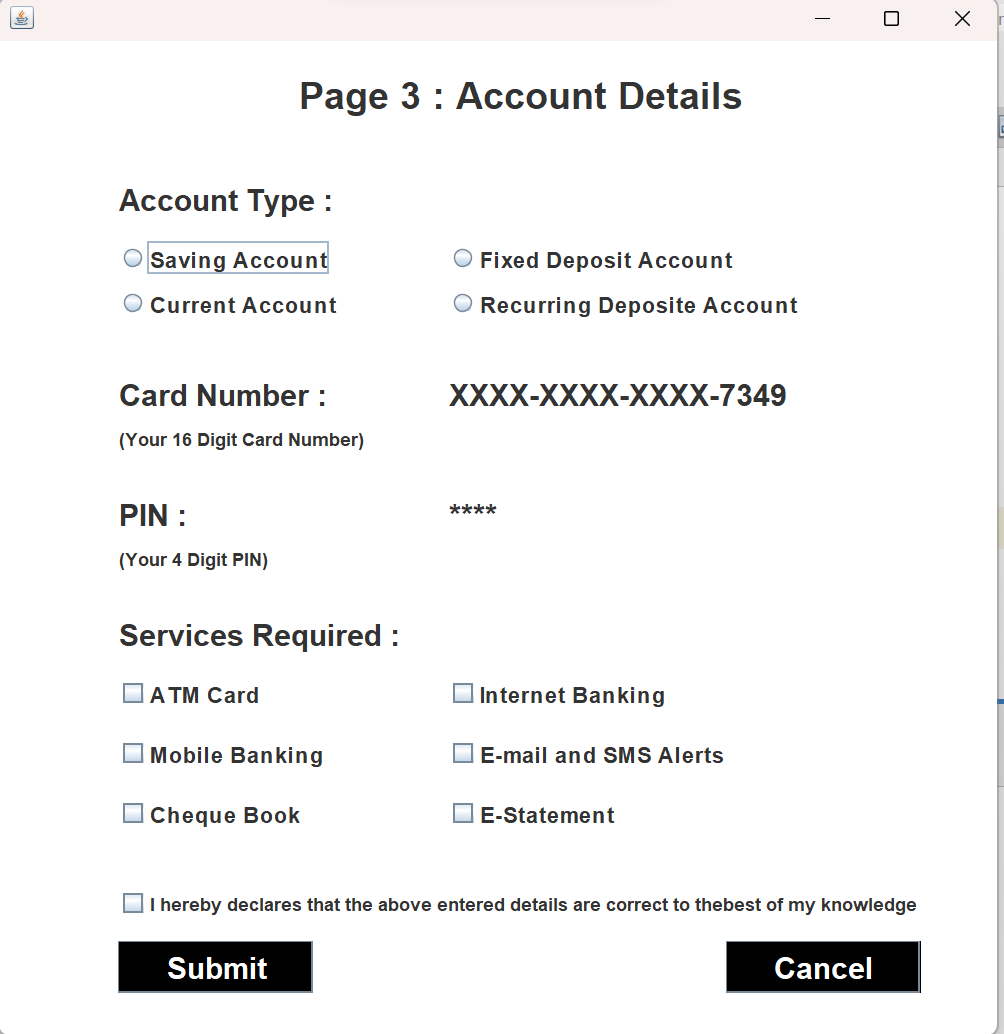 Page 3 : Account Details
Account Type :
Saving Account
Fixed Deposit Account
Current Account
Recurring Deposite Account
Card Number :
XXXX-XXXX-XXXX-7349
(Your 16 Digit Card Number)
PIN :
****
(Your 4 Digit PIN)
Services Required :
ATM Card
Internet Banking
Mobile Banking
E-mail and SMS Alerts
Cheque Book
E-Statement
I hereby declares that the above entered details are correct to thebest of my knowledge
Submit
Cancel